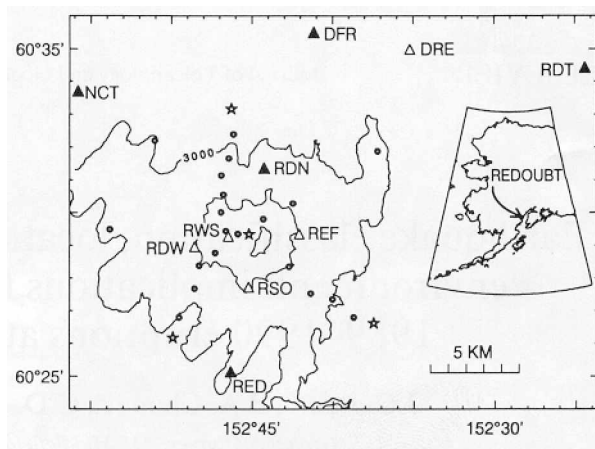 60°35'
DFR
DRE
RDT
NCT
3000
RDN
REDOUBT
RWS
RDW
REF
RSO
5 KM
60°25'
RED
152°45'
152°30'